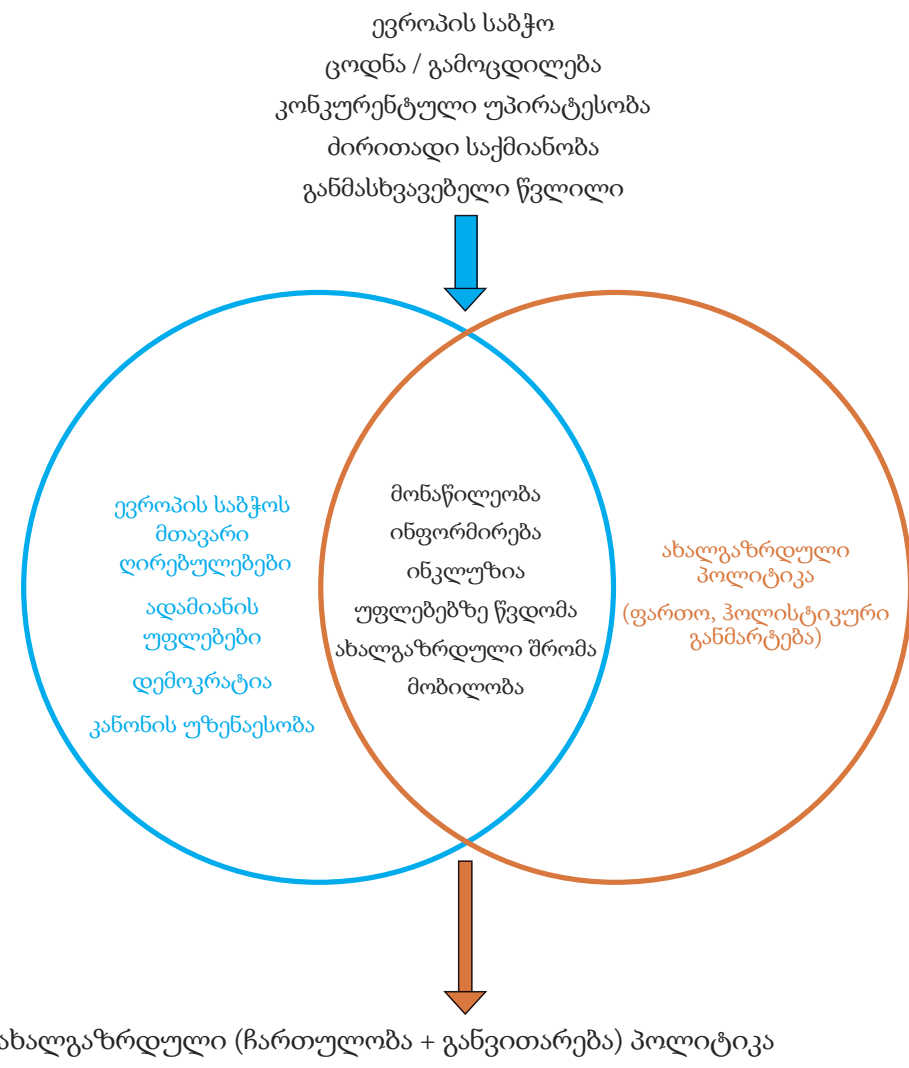 ევროპის საბჭო
ცოდნა / გამოცდილება
კონკურენტული უპირატესობა
ძირითადი საქმიანობა
განმასხვავებელი წვლილი
ევროპის საბჭოს
მთავარი
ღირებულებები
ადამიანის
უფლებები
დემოკრატია
კანონის უზენაესობა
მონაწილეობა
ინფორმირება
ინკლუზია
უფლებებზე წვდომა
ახალგაზრდული შრომა
მობილობა
ახალგაზრდული
პოლიტიკა
(ფართო, ჰოლისტიკური
განმარტება)
ახალგაზრდული (ჩართულობა + განვითარება) პოლიტიკა